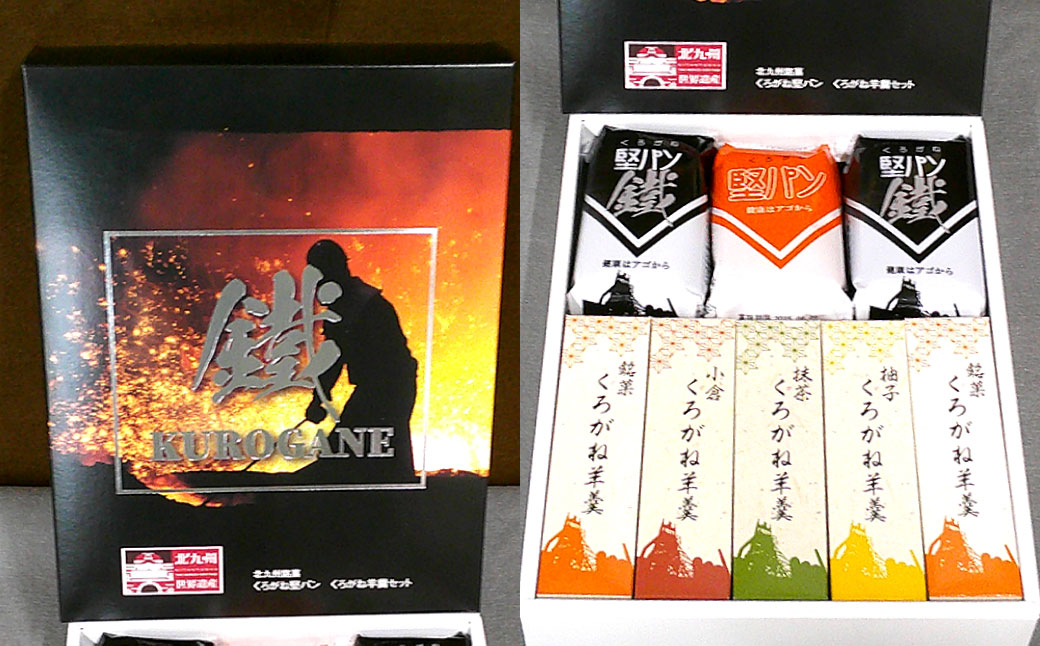 鐵
KUROGANE
北九州
世界遺産
北九州銘菓
くろがね堅パン くろがね羊羹セット
北九州
世界遺産
北九州銘菓
くろがね堅パン くろがね羊羹セット
くろがね
堅パン
鐵
健康はアゴから
堅パン
健康はアゴから
くろがね
堅パン
鐵
健康はアゴから
銘菓 くろがね羊羹
小倉 くろがね羊羹
抹茶 くろがね羊羹
柚子 くろがね羊羹
銘菓 くろがね羊羹